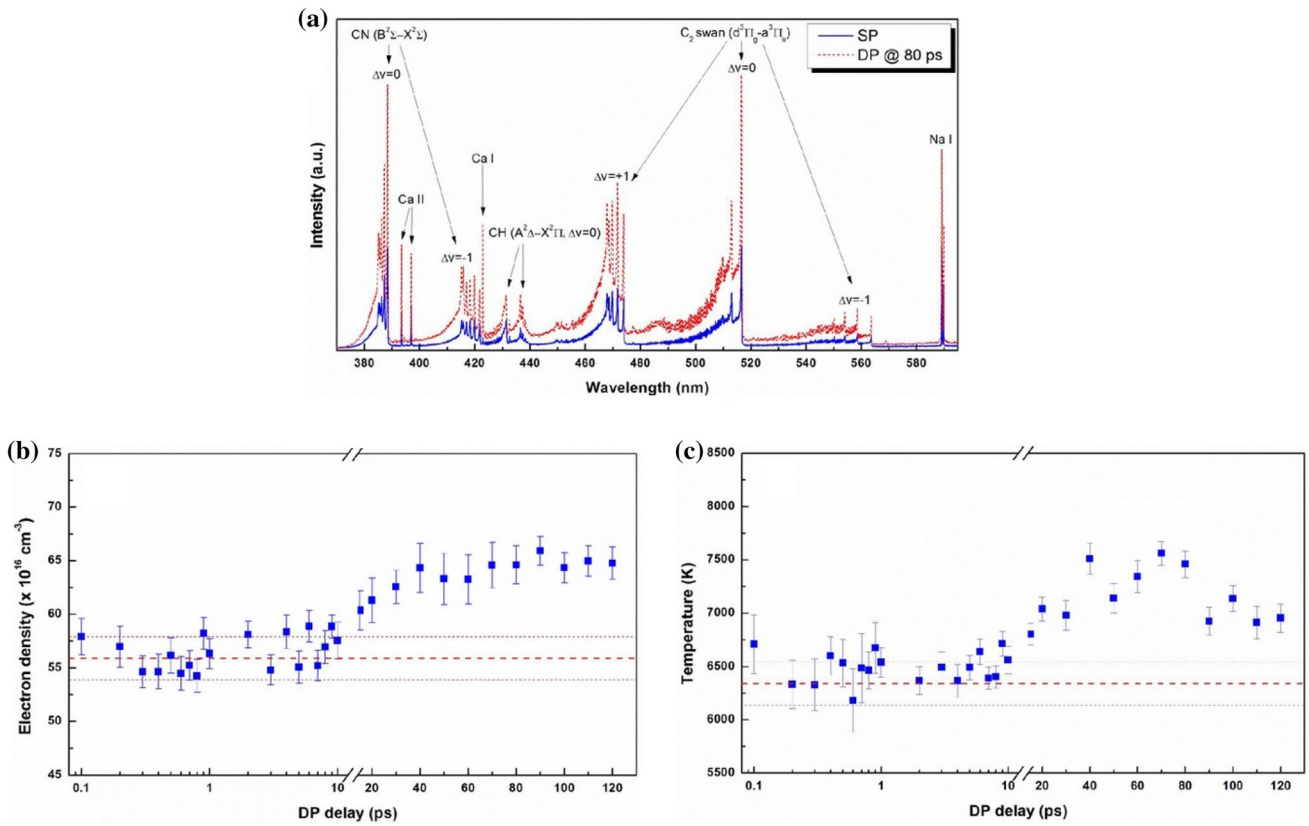 (a)
CN (B²Σ–X²Σ)
C₂ swan (d³Π_g-a³Π_u)
SP
DP @ 80 ps
Δv=0
Δv=0
Na I
Ca I
Δv=+1
Ca II
CH (A²Δ–X²Π, Δv=0)
Δv=-1
Δv=-1
Intensity (a.u.)
380 400 420 440 460 480 500 520 540 560 580
Wavelength (nm)
(b)
75
70
65
60
55
50
45
Electron density (x 10¹⁶ cm⁻³)
0.1 1 10 20 40 60 80 100 120
DP delay (ps)
(c)
8500
8000
7500
7000
6500
6000
5500
Temperature (K)
0.1 1 10 20 40 60 80 100 120
DP delay (ps)